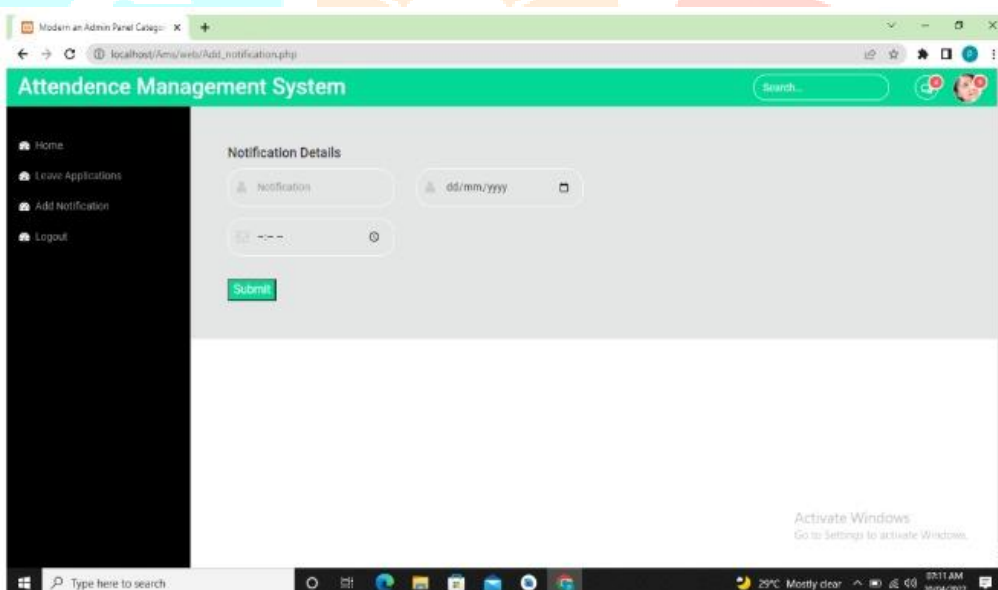 Modern an Admin Panel Categor
localhost/Ams/web/Add_notification.php
Attendence Management System
Search...
Home
Leave Applications
Add Notification
Logout
Notification Details
Notification
dd/mm/yyyy
--:-- --
Submit
Activate Windows
Go to Settings to activate Windows.
Type here to search
29°C Mostly clear
07:11 AM